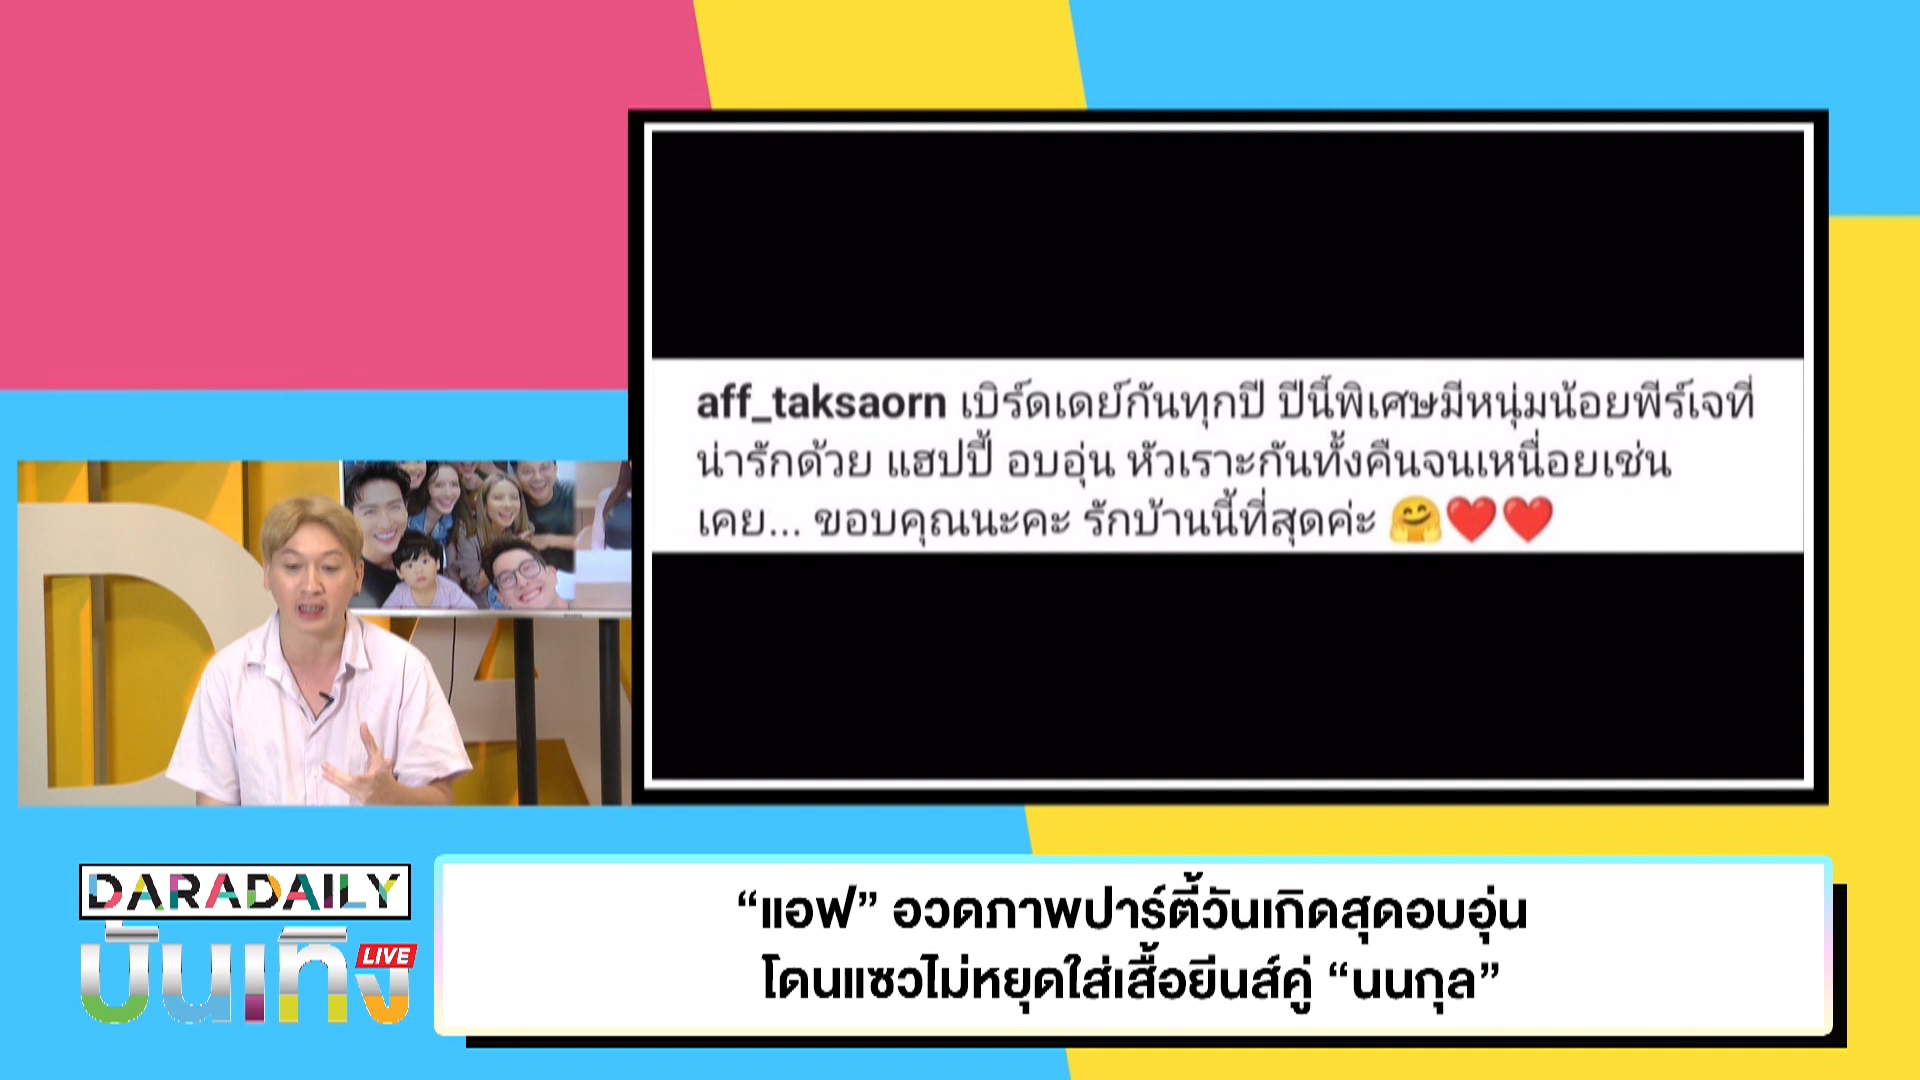 aff_taksaorn เบิร์ดเดย์กันทุกปี ปีนี้พิเศษมีหนุ่มน้อยพีร์เจที่
น่ารักด้วย แฮปปี้ อบอุ่น หัวเราะกันทั้งคืนจนเหนื่อยเช่น
เคย... ขอบคุณนะคะ รักบ้านนี้ที่สุดค่ะ 🤗❤️❤️
DARADAILY
บันเทิง LIVE
“แอฟ” อวดภาพปาร์ตี้วันเกิดสุดอบอุ่น
โดนแซวไม่หยุดใส่เสื้อยีนส์คู่ “นนกุล”